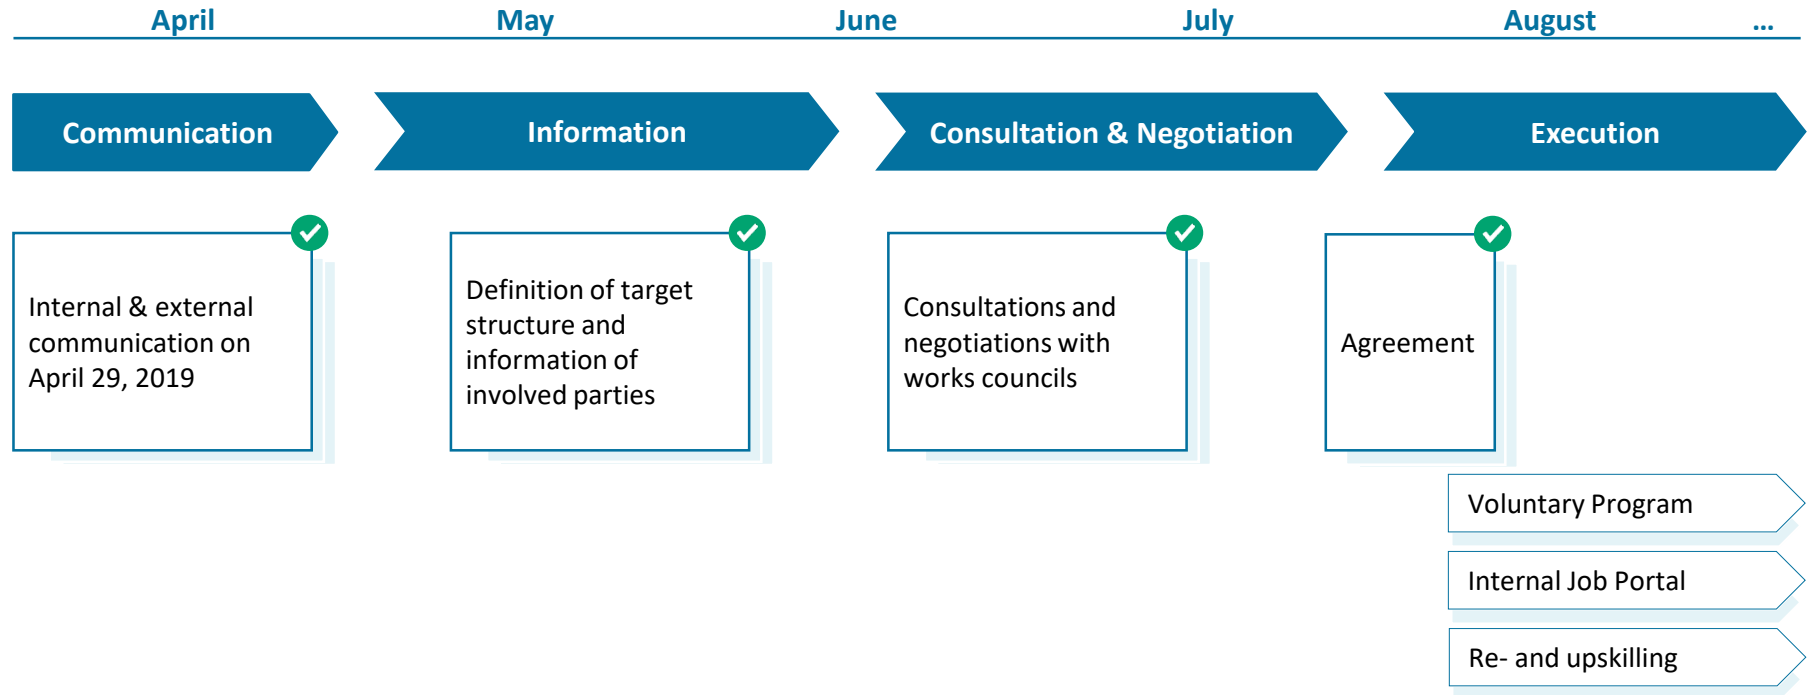 April May June July August ...
Communication Information Consultation & Negotiation Execution
Internal & external
communication on
April 29, 2019
Definition of target
structure and
information of
involved parties
Consultations and
negotiations with
works councils
Agreement
Voluntary Program
Internal Job Portal
Re- and upskilling